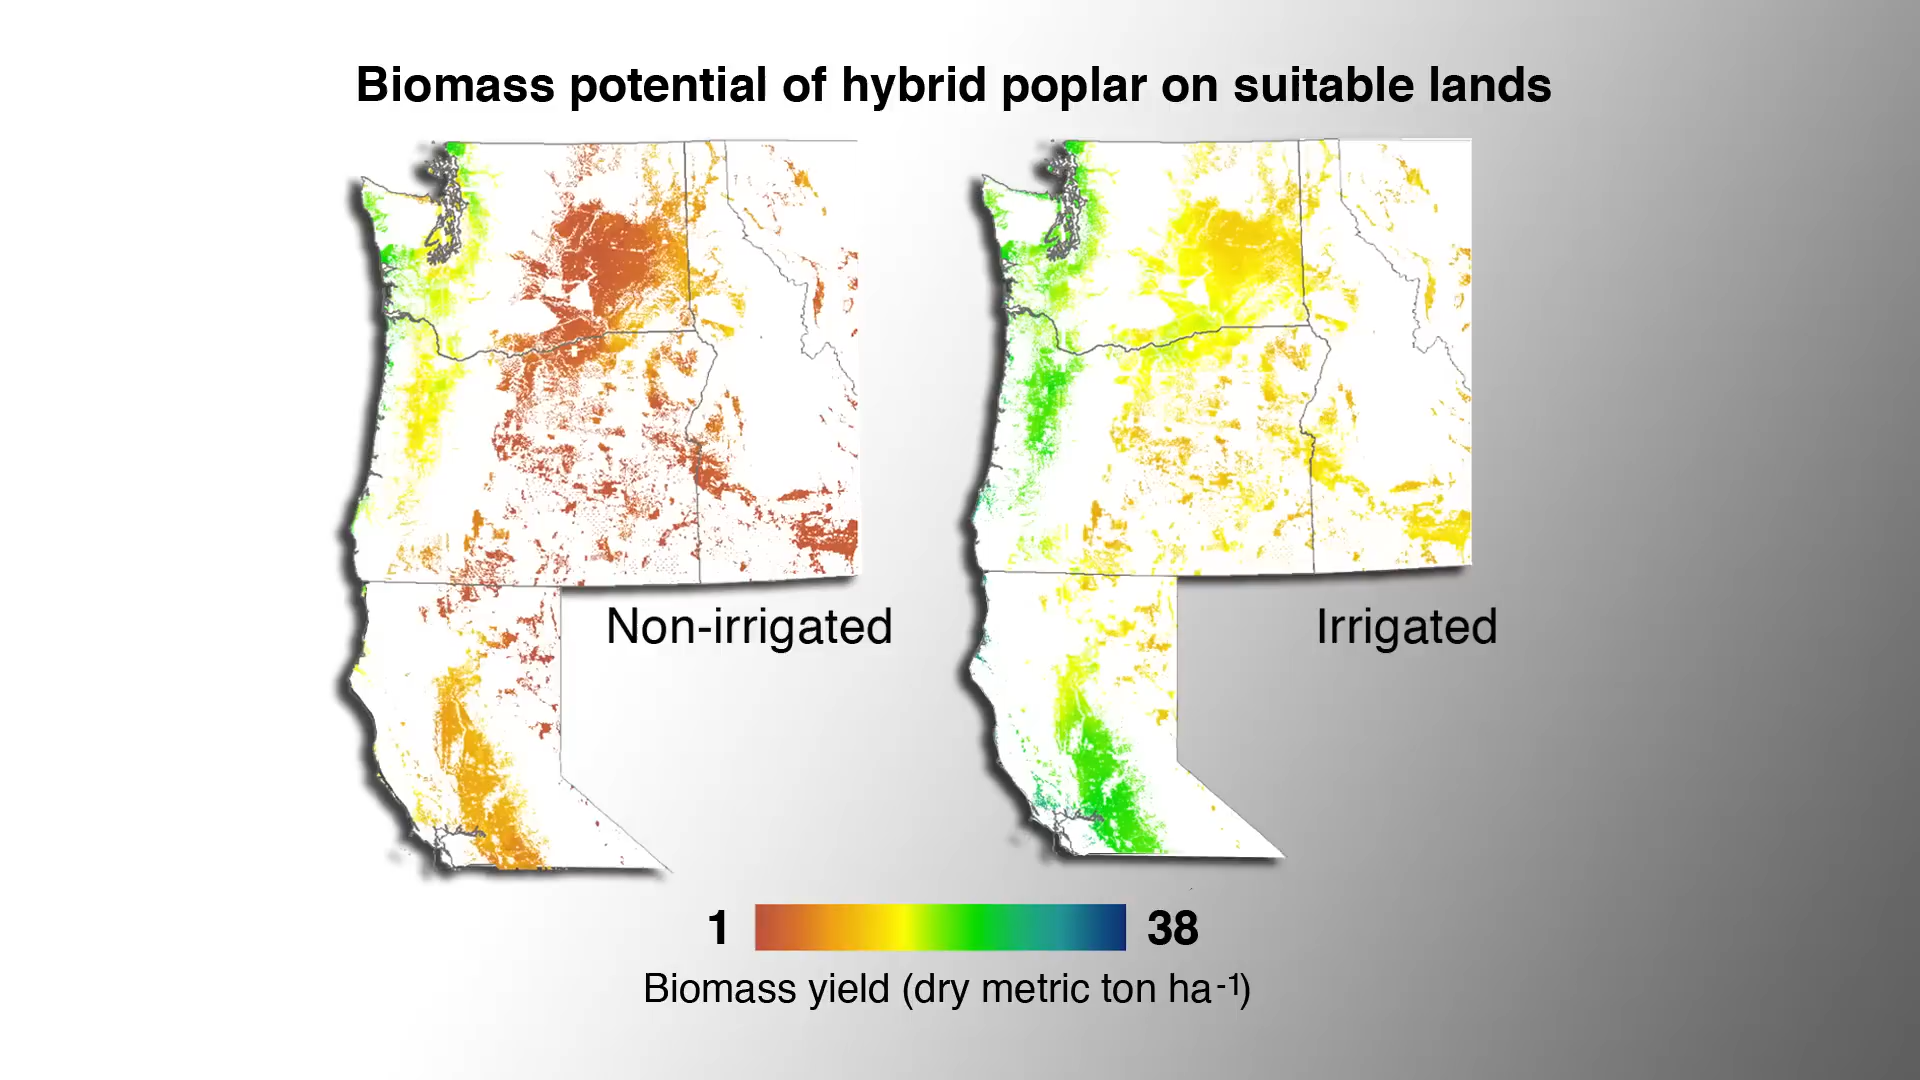 Biomass potential of hybrid poplar on suitable lands
Non-irrigated
Irrigated
1
38
Biomass yield (dry metric ton ha-1)